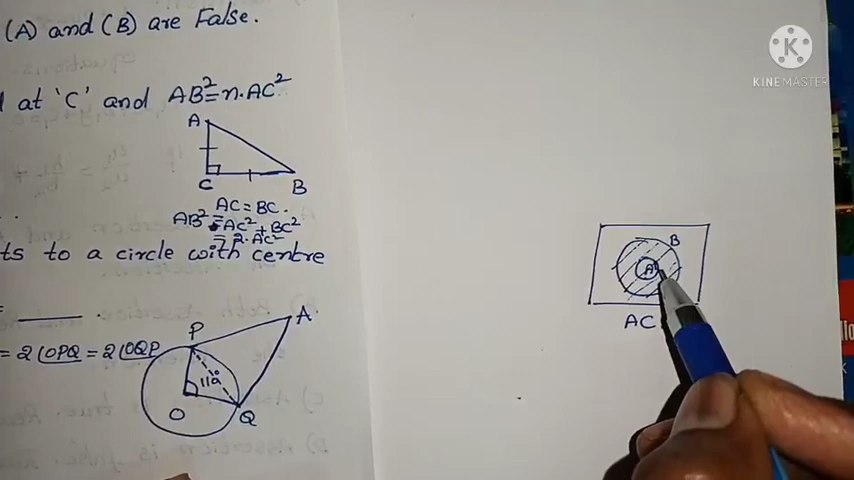 (A) and (B) are False.
at 'C' and AB²=n.AC²
A
C
B
AC = BC.
AB² = AC² + BC²
= 2.AC²
ts to a circle with centre
= ______ .
P
A
= 2∠OPQ = 2∠OQP
110°
O
Q
B
A
AC
K
KINEMASTER